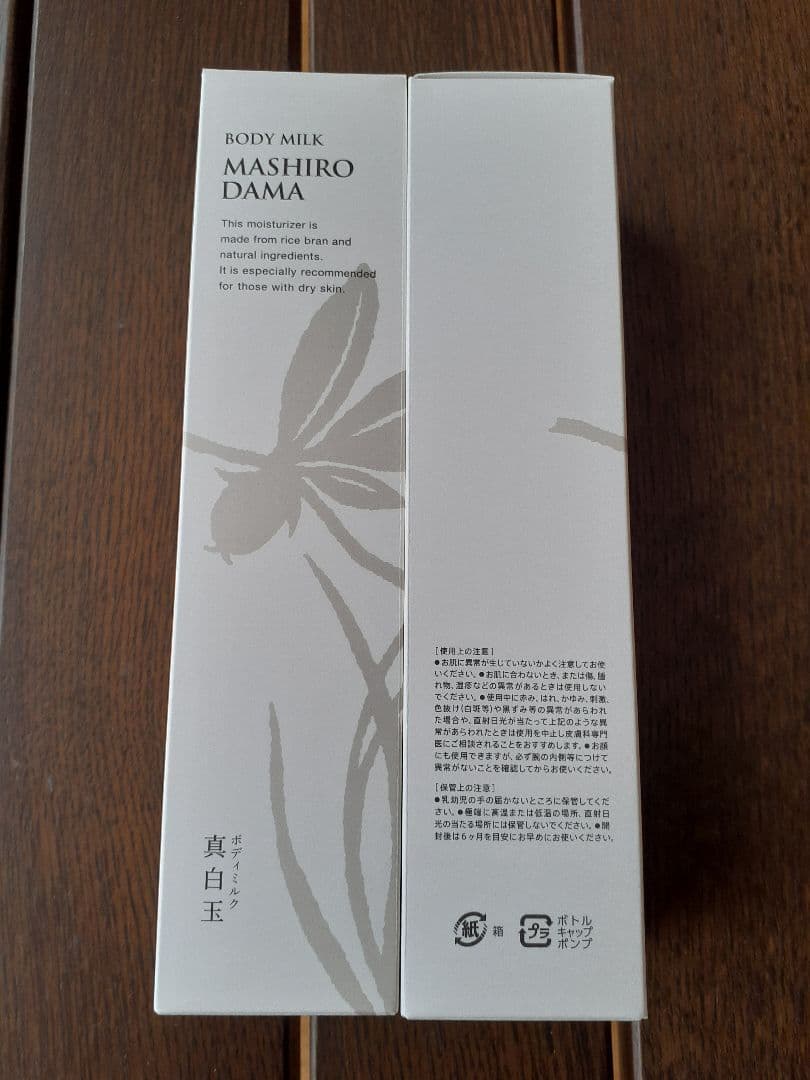 BODY MILK
MASHIRO
DAMA
This moisturizer is
made from rice bran and
natural ingredients.
It is especially recommended
for those with dry skin.
ボディミルク
真白玉
[使用上の注意]
●お肌に異常が生じていないかよく注意してお使
いください。●お肌に合わないとき、または傷、腫
れ物、湿疹などの異常があるときは使用しない
でください。●使用中に赤み、はれ、かゆみ、刺激、
色抜け(白斑等)や黒ずみ等の異常があらわれ
た場合や、直射日光が当たって上記のような異
常があらわれたときは使用を中止し皮膚科専門
医にご相談されることをおすすめします。●お顔
にも使用できますが、必ず腕の内側等につけて
異常がないことを確認してからお使いください。
[保管上の注意]
●乳幼児の手の届かないところに保管してくだ
さい。●極端に高温または低温の場所、直射日
光の当たる場所には保管しないでください。●開
封後は6ヶ月を目安にお早めにお使いください。
紙 箱
プラ ボトル
キャップ
ポンプ